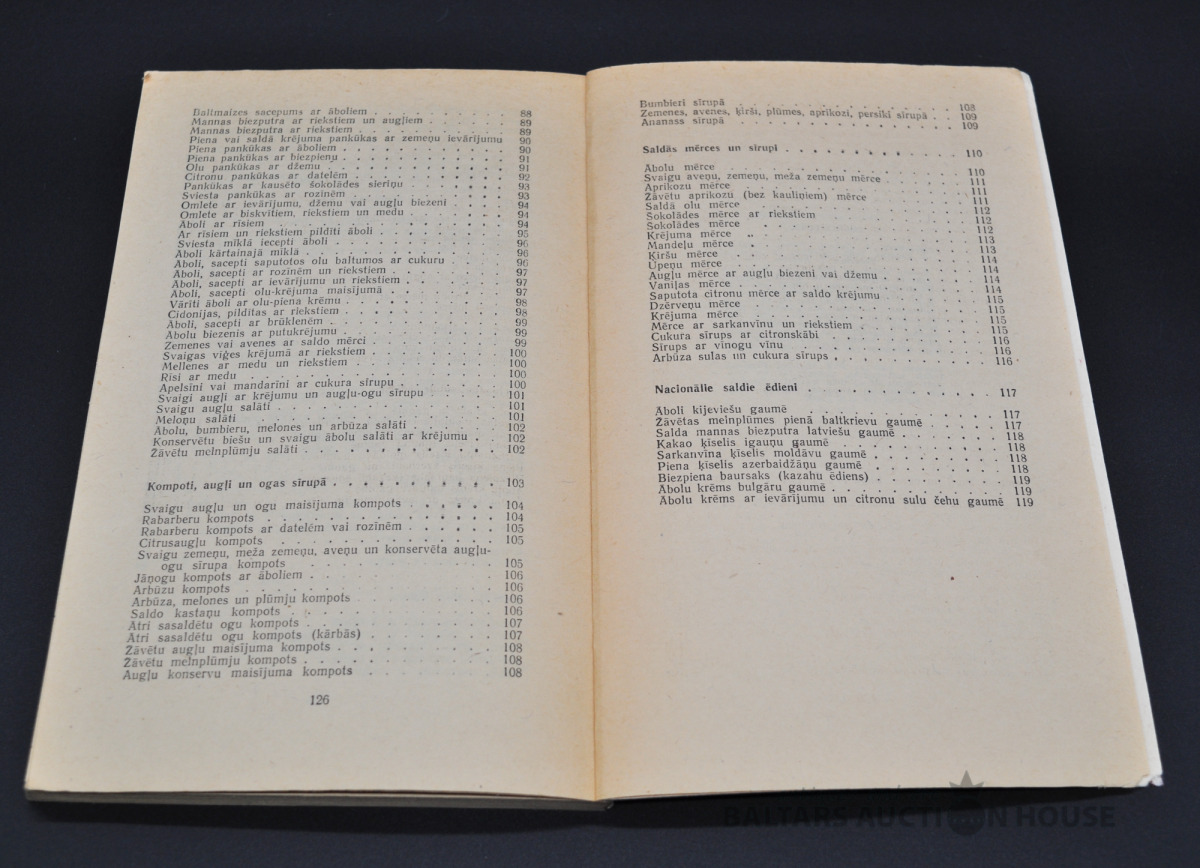 Baltmaizes sacepums ar āboliem . . . . . . . 88
Mannas biezputra ar riekstiem un augļiem . . . . 89
Mannas biezputra ar riekstiem . . . . . . . . 89
Piena vai saldā krējuma pankūkas ar zemeņu ievārījumu 90
Piena pankūkas ar āboliem . . . . . . . . . 90
Piena pankūkas ar biezpienu . . . . . . . . . 91
Olu pankūkas ar džemu . . . . . . . . . . 91
Citronu pankūkas ar datelēm . . . . . . . . . 92
Pankūkas ar kausēto šokolādes sieriņu . . . . . . 93
Sviesta pankūkas ar rozīnēm . . . . . . . . . 93
Omlete ar ievārījumu, džemu vai augļu biezeni . . . . 94
Omlete ar biskvītiem, riekstiem un medu . . . . . . 94
Āboli ar rīsiem . . . . . . . . . . . . 94
Ar rīsiem un riekstiem pildīti āboli . . . . . . . 95
Sviesta mīklā iecepti āboli . . . . . . . . . 96
Āboli kārtainajā mīklā . . . . . . . . . . 96
Āboli, sacepti saputotos olu baltumos ar cukuru . . . . 96
Āboli, sacepti ar rozīnēm un riekstiem . . . . . . 97
Āboli, sacepti ar ievārījumu un riekstiem . . . . . 97
Āboli, sacepti olu-krējuma maisījumā . . . . . . 97
Vārīti āboli ar olu-piena krēmu . . . . . . . . 98
Cidonijas, pildītas ar riekstiem . . . . . . . . 98
Āboli, sacepti ar brūklenēm . . . . . . . . . 99
Ābolu biezenis ar putukrējumu . . . . . . . . 99
Zemenes vai avenes ar saldo mērci . . . . . . . 99
Svaigas vīģes krējumā ar riekstiem . . . . . . . 100
Mellenes ar medu un riekstiem . . . . . . . . 100
Rīsi ar medu . . . . . . . . . . . . . 100
Apelsīni vai mandarīni ar cukura sīrupu . . . . . . 100
Svaigi augļi ar krējumu un augļu-ogu sīrupu . . . . 101
Svaigu augļu salāti . . . . . . . . . . . 101
Meloņu salāti . . . . . . . . . . . . . 101
Ābolu, bumbieru, melones un arbūza salāti . . . . . 102
Konservētu biešu un svaigu ābolu salāti ar krējumu . . 102
Žāvētu melnplūmju salāti . . . . . . . . . . 102
Kompoti, augļi un ogas sīrupā . . . . . . . . . 103
Svaigu augļu un ogu maisījuma kompots . . . . . 104
Rabarberu kompots . . . . . . . . . . . 104
Rabarberu kompots ar datelēm vai rozīnēm . . . . . 105
Citrusaugļu kompots . . . . . . . . . . . 105
Svaigu zemeņu, meža zemeņu, aveņu un konservēta augļu-
ogu sīrupa kompots . . . . . . . . . 105
Jāņogu kompots ar āboliem . . . . . . . . . 106
Arbūzu kompots . . . . . . . . . . . . 106
Arbūza, melones un plūmju kompots . . . . . . . 106
Saldo kastaņu kompots . . . . . . . . . . 106
Ātri sasaldētu ogu kompots . . . . . . . . . 107
Ātri sasaldētu ogu kompots (kārbās) . . . . . . 107
Žāvētu augļu maisījuma kompots . . . . . . . . 108
Žāvētu melnplūmju kompots . . . . . . . . . 108
Augļu konservu maisījuma kompots . . . . . . . 108
126
Bumbieri sīrupā . . . . . . . . . . . . 108
Zemenes, avenes, ķirši, plūmes, aprikozi, persiki sīrupā . . 109
Ananass sīrupā . . . . . . . . . . . . 109
Saldās mērces un sīrupi . . . . . . . . . . 110
Ābolu mērce . . . . . . . . . . . . . 110
Svaigu aveņu, zemeņu, meža zemeņu mērce . . . . . 111
Aprikozu mērce . . . . . . . . . . . . 111
Žāvētu aprikozu (bez kauliņiem) mērce . . . . . . 111
Saldā olu mērce . . . . . . . . . . . . 112
Šokolādes mērce ar riekstiem . . . . . . . . . 112
Šokolādes mērce . . . . . . . . . . . . 112
Krējuma mērce . . . . . . . . . . . . 113
Mandeļu mērce . . . . . . . . . . . . 113
Ķiršu mērce . . . . . . . . . . . . . 114
Upeņu mērce . . . . . . . . . . . . . 114
Augļu mērce ar augļu biezeni vai džemu . . . . . . 114
Vaniļas mērce . . . . . . . . . . . . . 114
Saputota citronu mērce ar saldo krējumu . . . . . 115
Dzērveņu mērce . . . . . . . . . . . . 115
Krējuma mērce . . . . . . . . . . . . 115
Mērce ar sarkanvīnu un riekstiem . . . . . . . . 115
Cukura sīrups ar citronskābi . . . . . . . . . 116
Sīrups ar vīnogu vīnu . . . . . . . . . . 116
Arbūza sulas un cukura sīrups . . . . . . . . . 116
Nacionālie saldie ēdieni . . . . . . . . . . 117
Āboli kijeviešu gaumē . . . . . . . . . . 117
Žāvētas melnplūmes pienā baltkrievu gaumē . . . . . 117
Salda mannas biezputra latviešu gaumē . . . . . . 118
Kakao ķīselis igauņu gaumē . . . . . . . . . 118
Sarkanvīna ķīselis moldāvu gaumē . . . . . . . 118
Piena ķīselis azerbaidžāņu gaumē . . . . . . . 118
Biezpiena baursaks (kazahu ēdiens) . . . . . . . 119
Ābolu krēms bulgāru gaumē . . . . . . . . . 119
Ābolu krēms ar ievārījumu un citronu sulu čehu gaumē 119
BALTARS AUCTION HOUSE